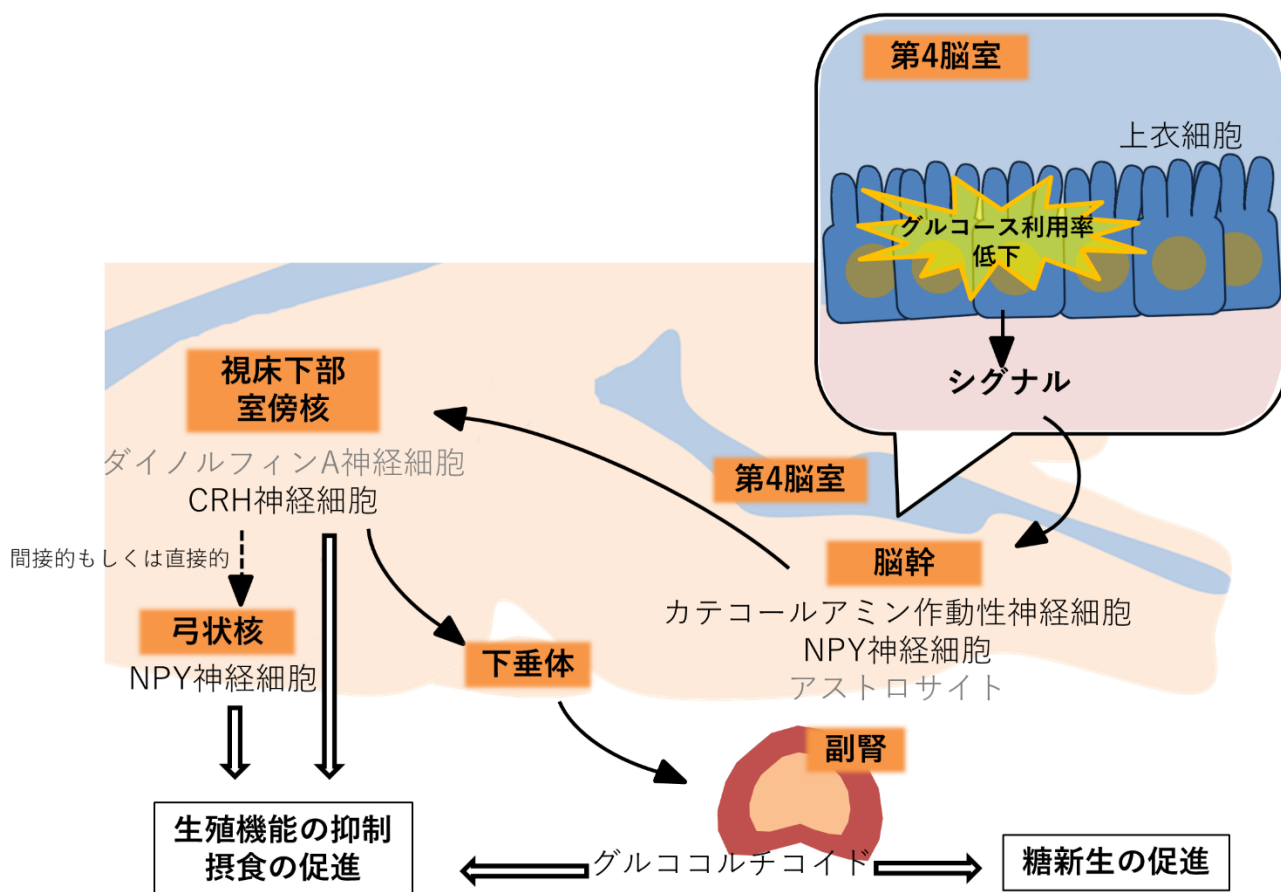 第4脳室
上衣細胞
グルコース利用率
低下
シグナル
視床下部
室傍核
ダイノルフィンA神経細胞
CRH神経細胞
間接的もしくは直接的
弓状核
NPY神経細胞
第4脳室
脳幹
カテコールアミン作動性神経細胞
NPY神経細胞
アストロサイト
下垂体
副腎
生殖機能の抑制
摂食の促進
グルココルチコイド
糖新生の促進